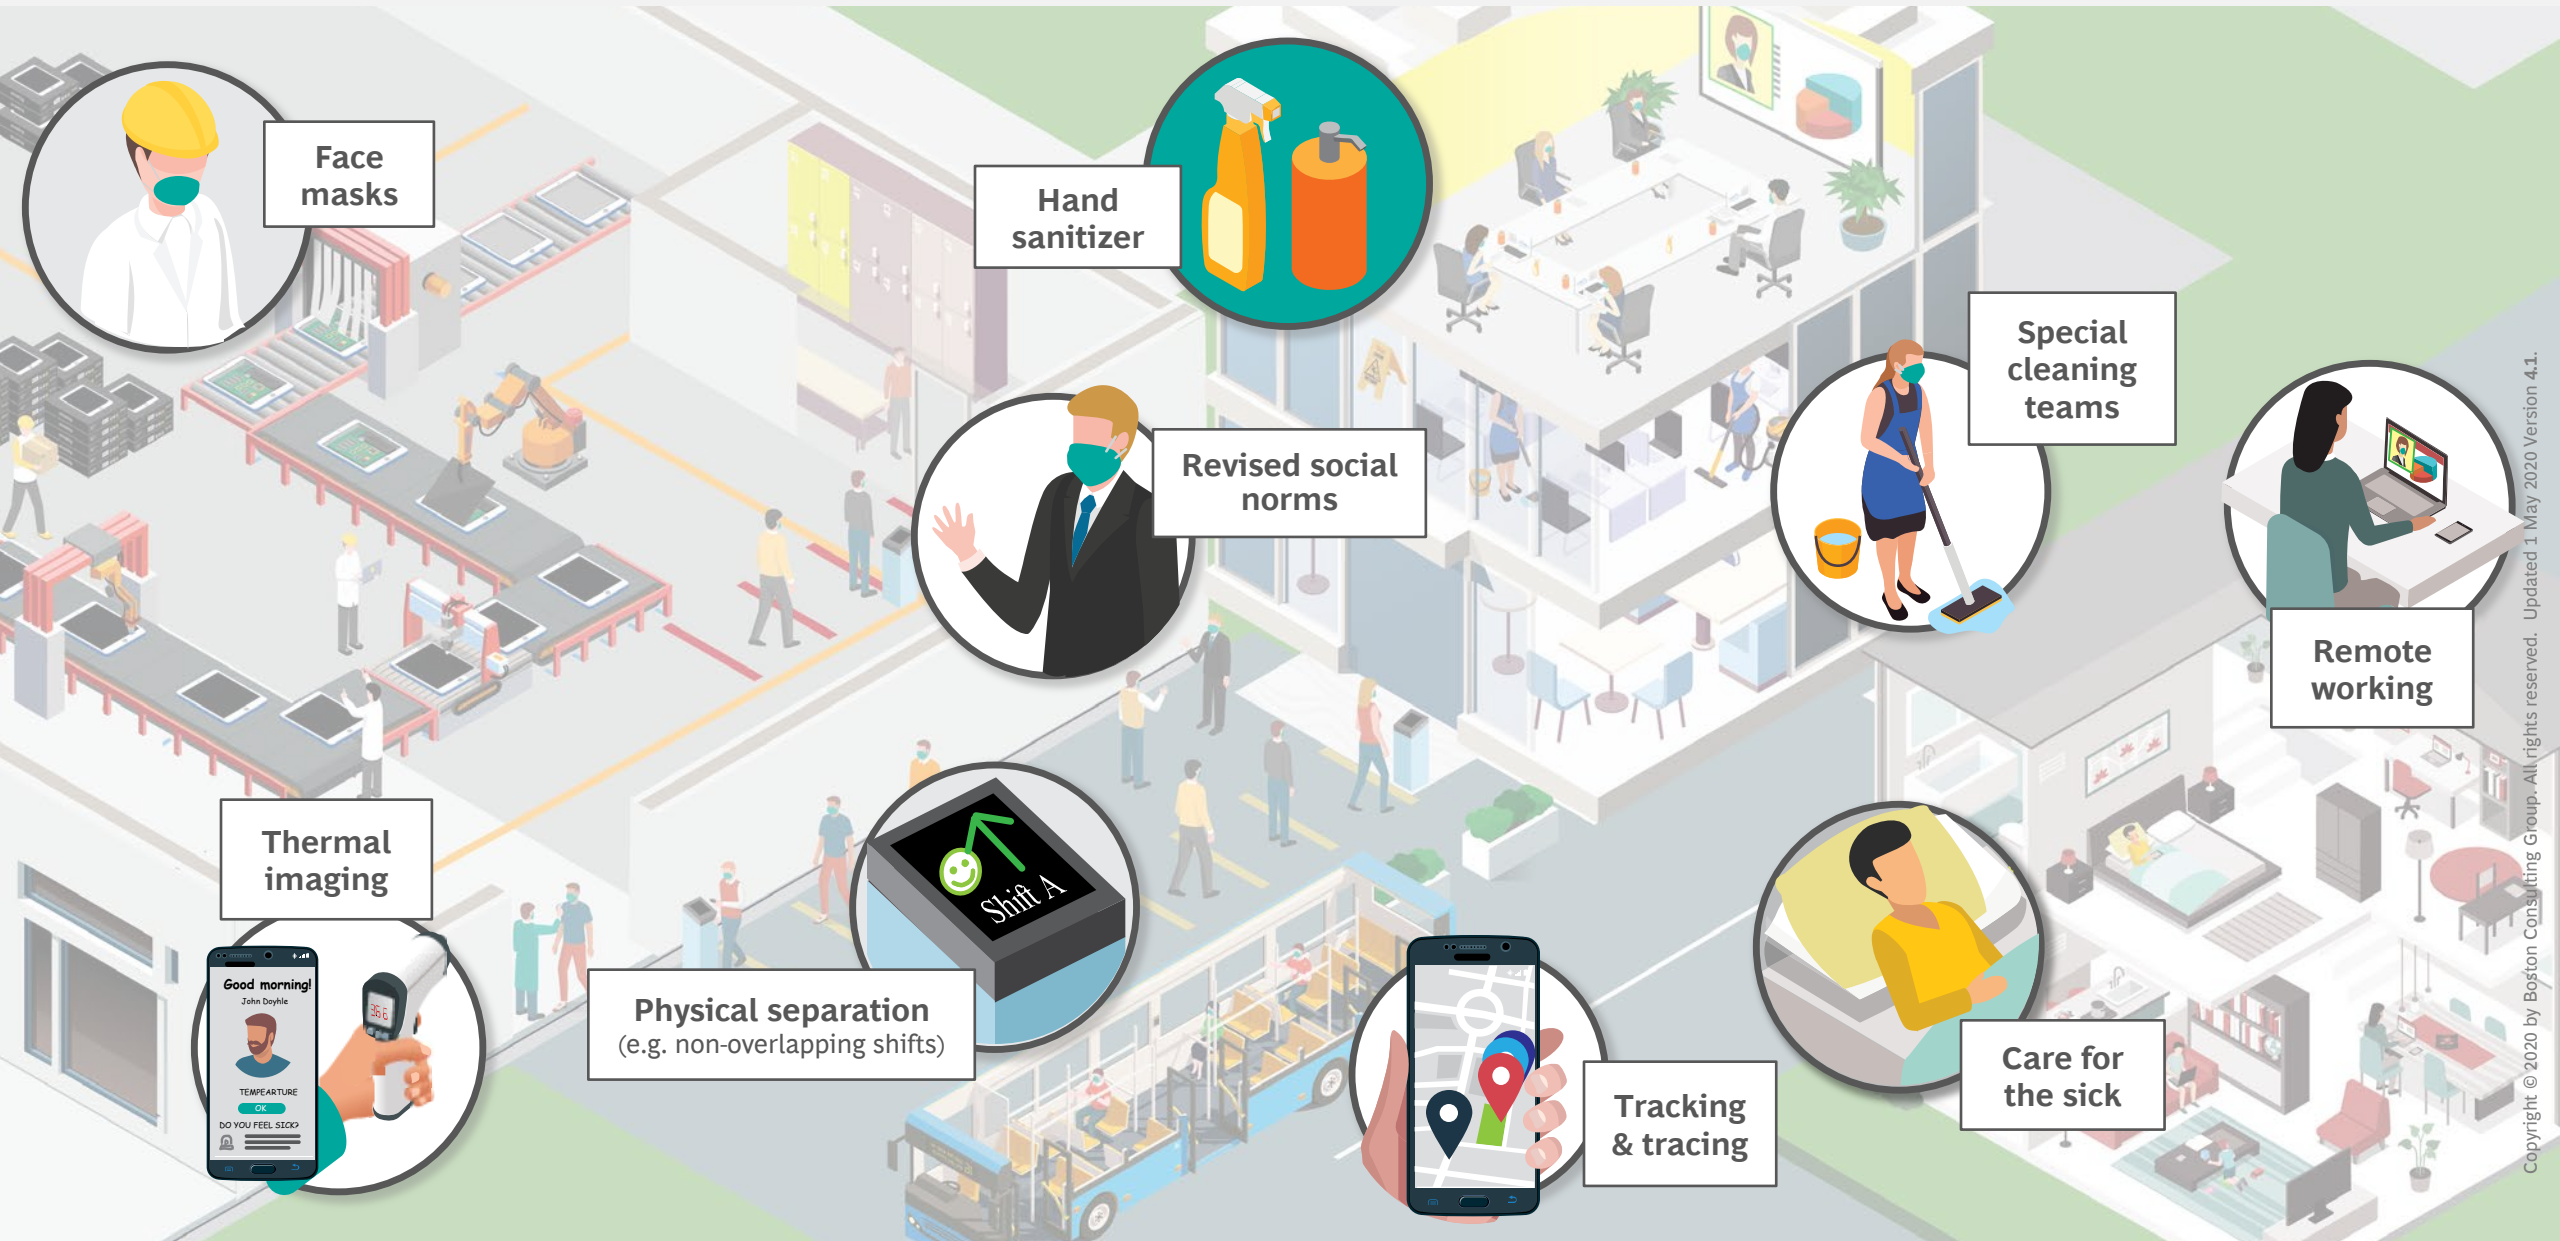 Face
masks
Hand
sanitizer
Special
cleaning
teams
Revised social
norms
Remote
working
Thermal
imaging
Good morning!
John Doyhle
36.6
TEMPEARTURE
OK
DO YOU FEEL SICK?
Shift A
Physical separation
(e.g. non-overlapping shifts)
Tracking
& tracing
Care for
the sick
Copyright © 2020 by Boston Consulting Group. All rights reserved. Updated 1 May 2020 Version 4.1.